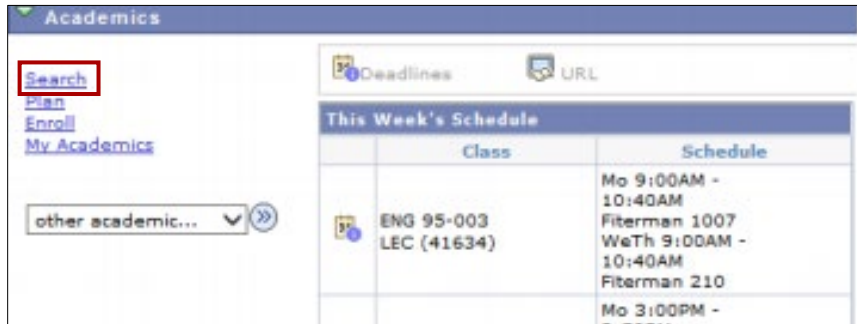 Academics
Search
Plan
Enroll
My Academics
other academic...
Deadlines
URL
This Week's Schedule
Class
Schedule
ENG 95-003
LEC (41634)
Mo 9:00AM -
10:40AM
Fiterman 1007
WeTh 9:00AM -
10:40AM
Fiterman 210
Mo 3:00PM -